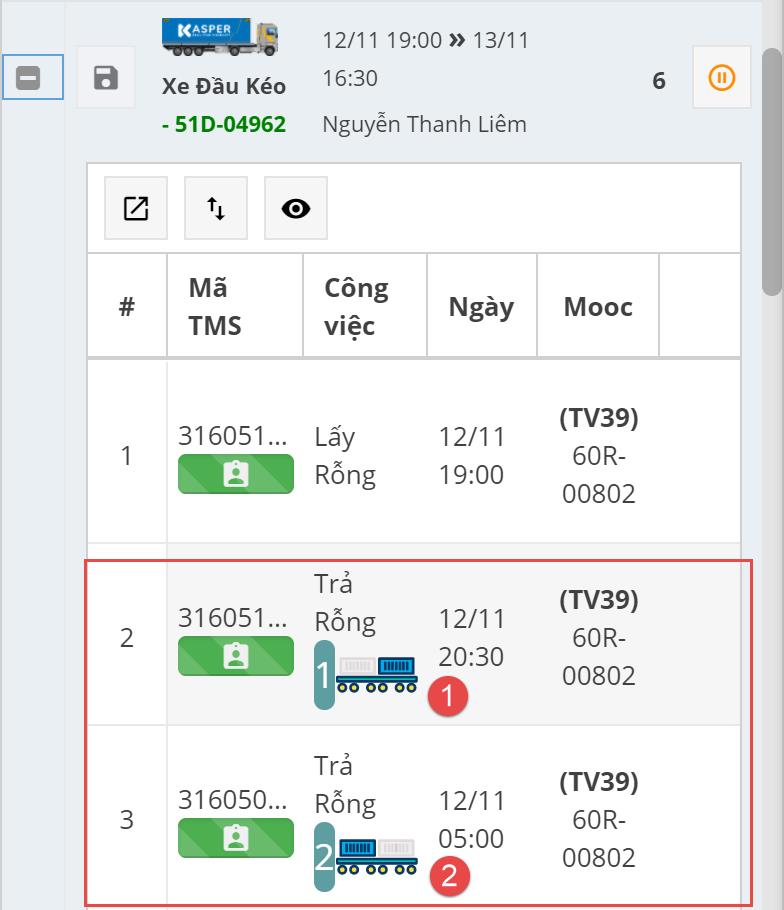 KASPER
12/11 19:00 » 13/11
16:30
Xe Đầu Kéo
- 51D-04962
Nguyễn Thanh Liêm
6
#
Mã
TMS
Công
việc
Ngày
Mooc
1
316051...
Lấy
Rỗng
12/11
19:00
(TV39)
60R-
00802
2
316051...
Trả
Rỗng
1
12/11
20:30
1
(TV39)
60R-
00802
3
316050...
Trả
Rỗng
2
12/11
05:00
2
(TV39)
60R-
00802